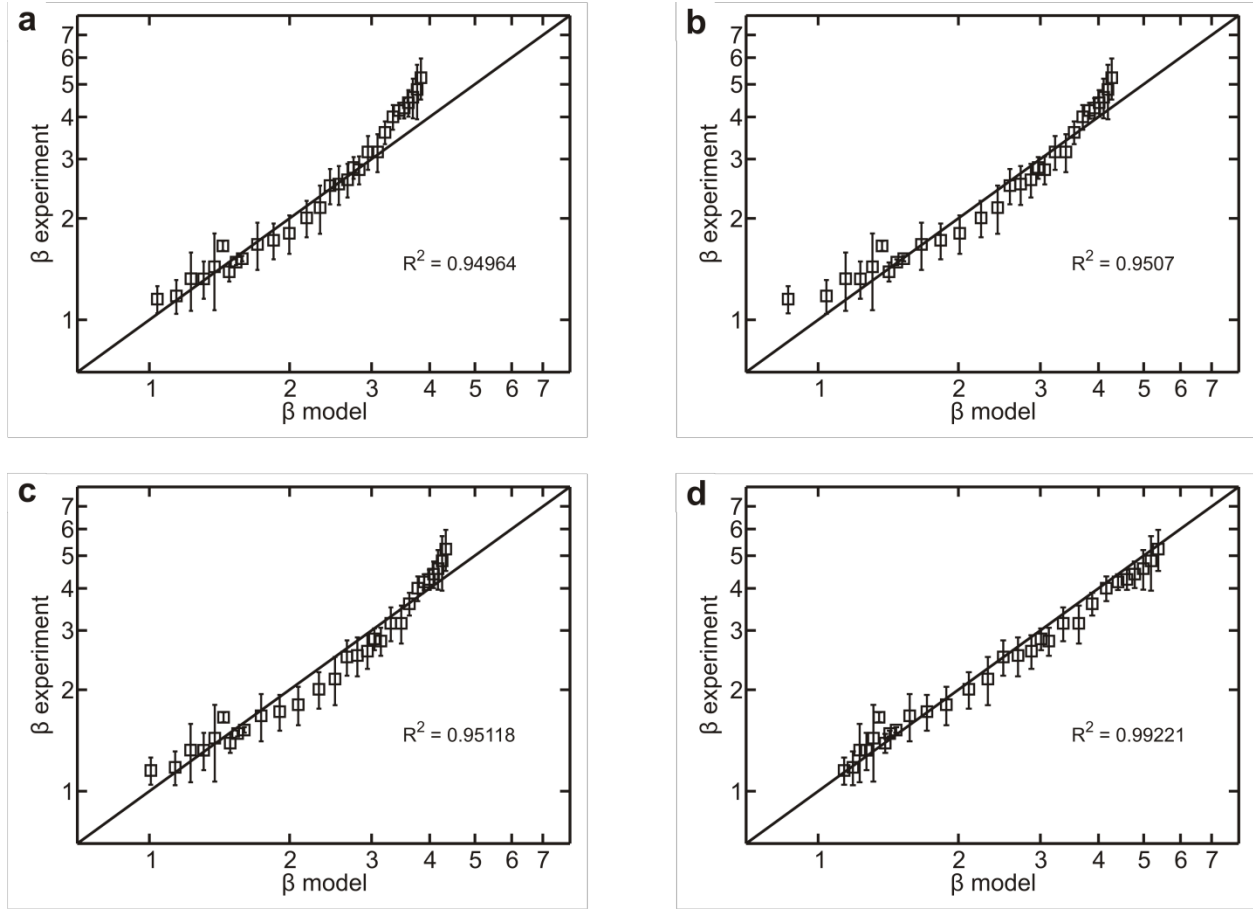 a
7
6
5
4
3
2
1
β experiment
R² = 0.94964
1 2 3 4 5 6 7
β model
b
7
6
5
4
3
2
1
β experiment
R² = 0.9507
1 2 3 4 5 6 7
β model
c
7
6
5
4
3
2
1
β experiment
R² = 0.95118
1 2 3 4 5 6 7
β model
d
7
6
5
4
3
2
1
β experiment
R² = 0.99221
1 2 3 4 5 6 7
β model